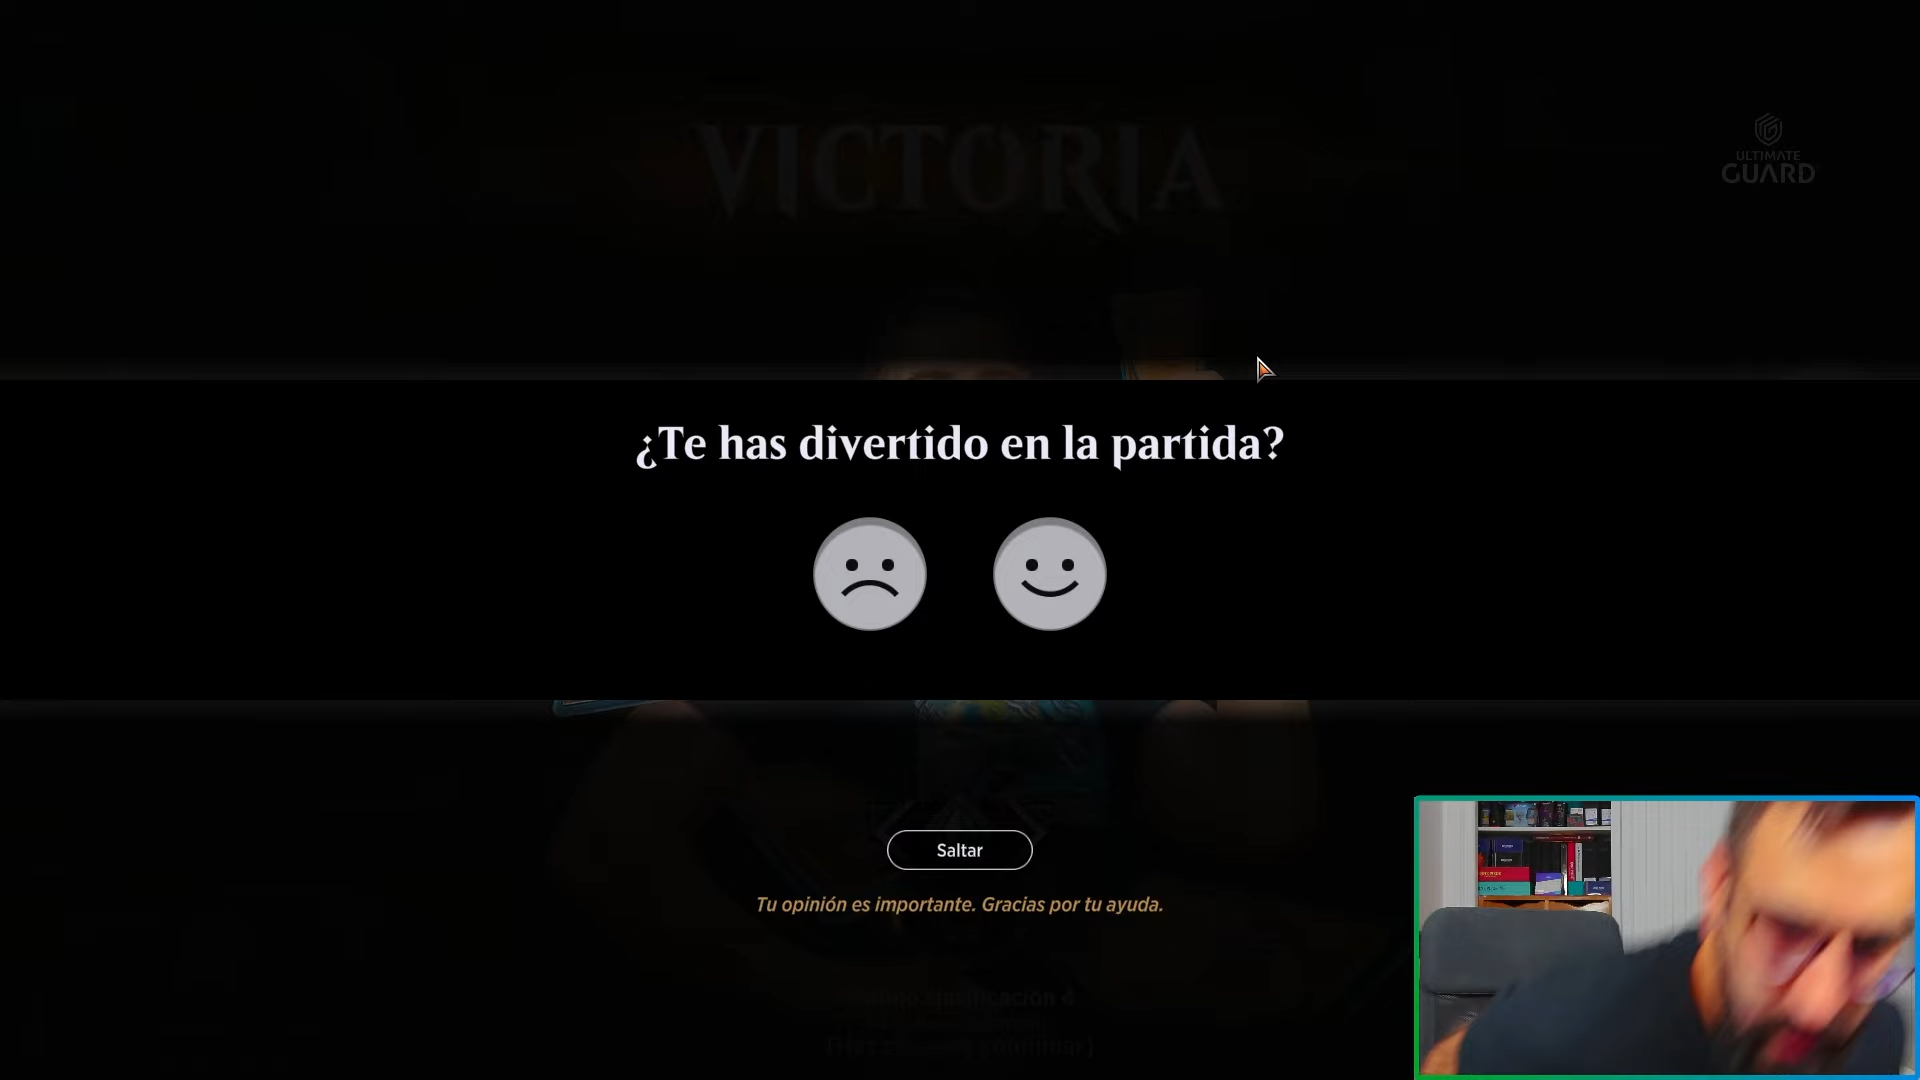 VICTORIA
ULTIMATE
GUARD
¿Te has divertido en la partida?
Saltar
Tu opinión es importante. Gracias por tu ayuda.